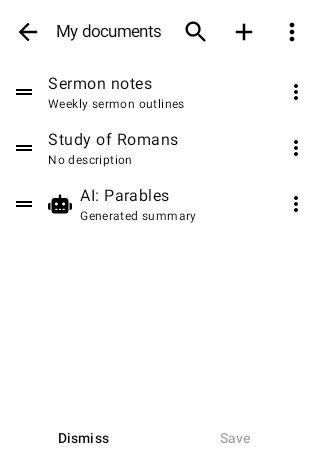 My documents
Sermon notes
Weekly sermon outlines
Study of Romans
No description
AI: Parables
Generated summary
Dismiss
Save